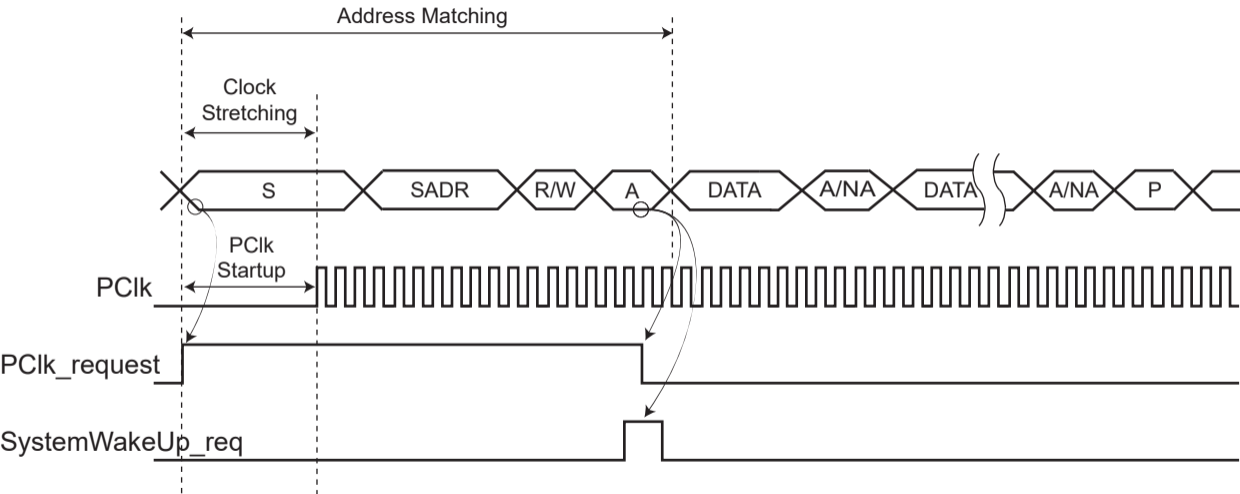 Address Matching
Clock
Stretching
S
SADR
R/W
A
DATA
A/NA
DATA
A/NA
P
PClk
Startup
PClk
PClk_request
SystemWakeUp_req